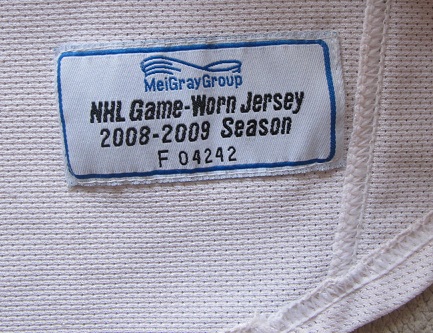 MeiGrayGroup
NHL Game-Worn Jersey
2008-2009 Season
F 04242